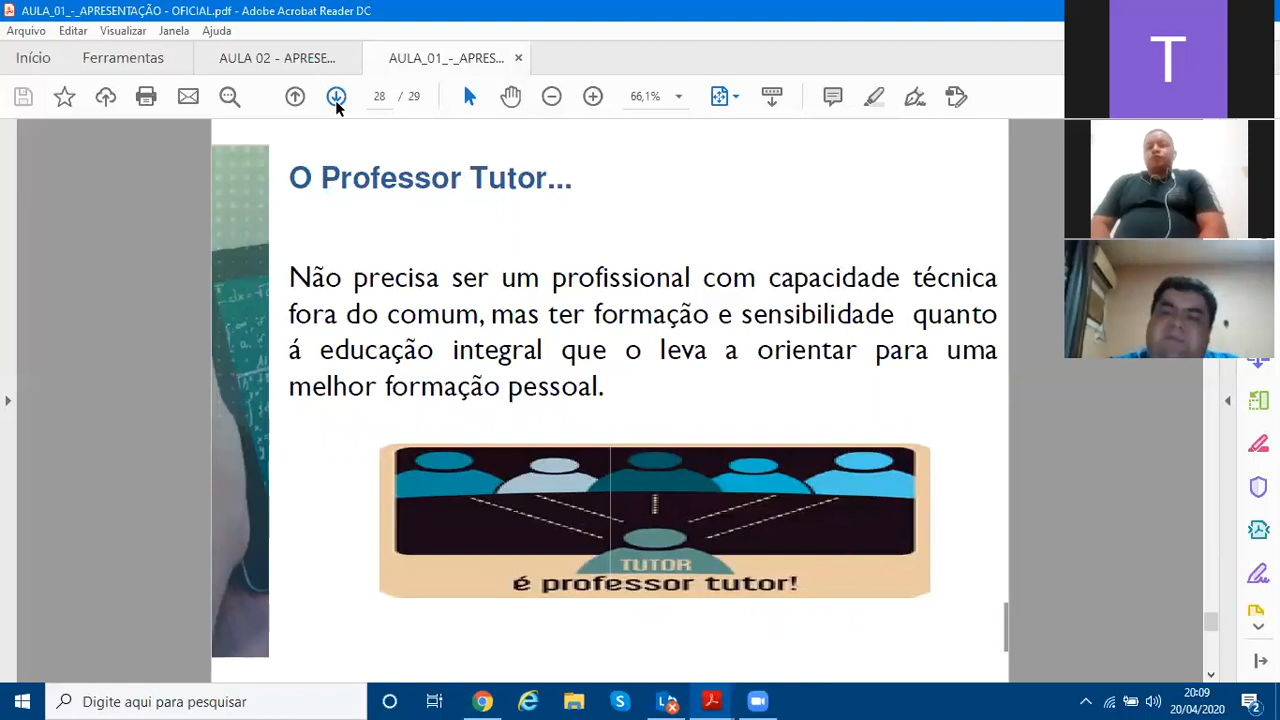 AULA_01_-_APRESENTAÇÃO - OFICIAL.pdf - Adobe Acrobat Reader DC
Arquivo Editar Visualizar Janela Ajuda
Início Ferramentas AULA 02 - APRESE... AULA_01_-_APRES... ×
28 / 29 66,1%
T
O Professor Tutor...
Não precisa ser um profissional com capacidade técnica
fora do comum, mas ter formação e sensibilidade quanto
á educação integral que o leva a orientar para uma
melhor formação pessoal.
TUTOR
é professor tutor!
Digite aqui para pesquisar
20:09
20/04/2020
2